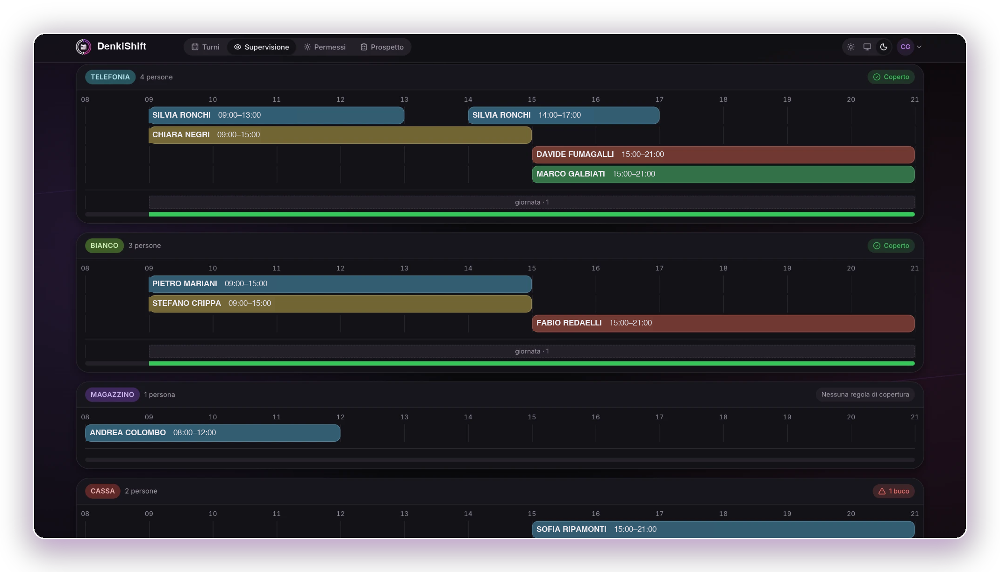 DenkiShift Turni Supervisione Permessi Prospetto CG
TELEFONIA 4 persone Coperto
08 09 10 11 12 13 14 15 16 17 18 19 20 21
SILVIA RONCHI 09:00–13:00 SILVIA RONCHI 14:00–17:00
CHIARA NEGRI 09:00–15:00
DAVIDE FUMAGALLI 15:00–21:00
MARCO GALBIATI 15:00–21:00
giornata · 1
BIANCO 3 persone Coperto
08 09 10 11 12 13 14 15 16 17 18 19 20 21
PIETRO MARIANI 09:00–15:00
STEFANO CRIPPA 09:00–15:00
FABIO REDAELLI 15:00–21:00
giornata · 1
MAGAZZINO 1 persona Nessuna regola di copertura
08 09 10 11 12 13 14 15 16 17 18 19 20 21
ANDREA COLOMBO 08:00–12:00
CASSA 2 persone 1 buco
08 09 10 11 12 13 14 15 16 17 18 19 20 21
SOFIA RIPAMONTI 15:00–21:00